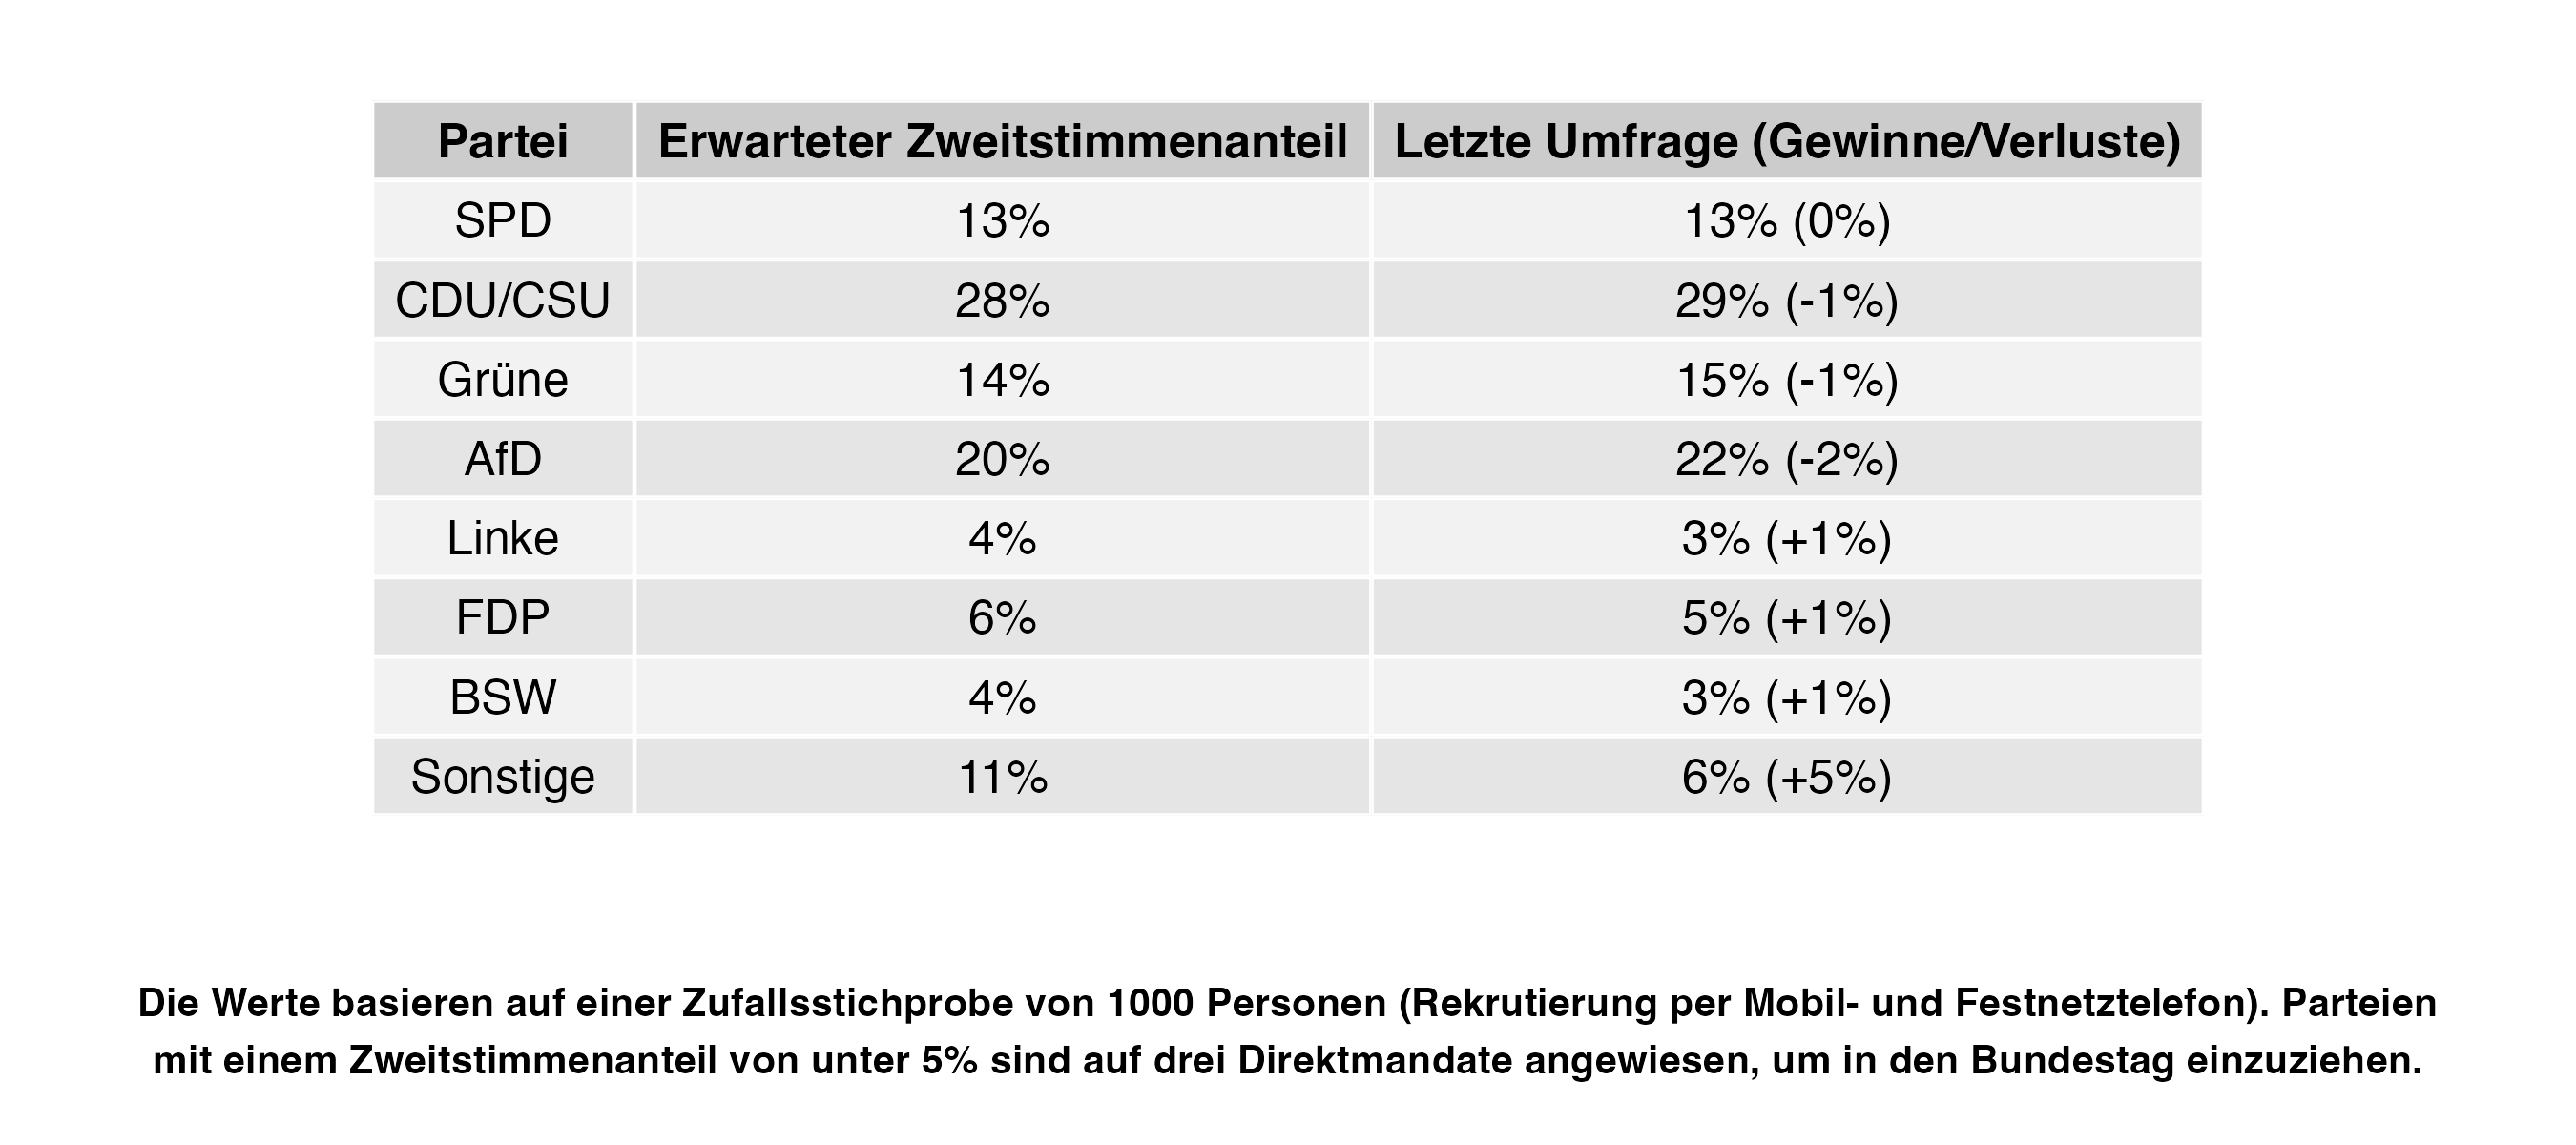 Partei Erwarteter Zweitstimmenanteil Letzte Umfrage (Gewinne/Verluste)
SPD 13% 13% (0%)
CDU/CSU 28% 29% (-1%)
Grüne 14% 15% (-1%)
AfD 20% 22% (-2%)
Linke 4% 3% (+1%)
FDP 6% 5% (+1%)
BSW 4% 3% (+1%)
Sonstige 11% 6% (+5%)
Die Werte basieren auf einer Zufallsstichprobe von 1000 Personen (Rekrutierung per Mobil- und Festnetztelefon). Parteien
mit einem Zweitstimmenanteil von unter 5% sind auf drei Direktmandate angewiesen, um in den Bundestag einzuziehen.